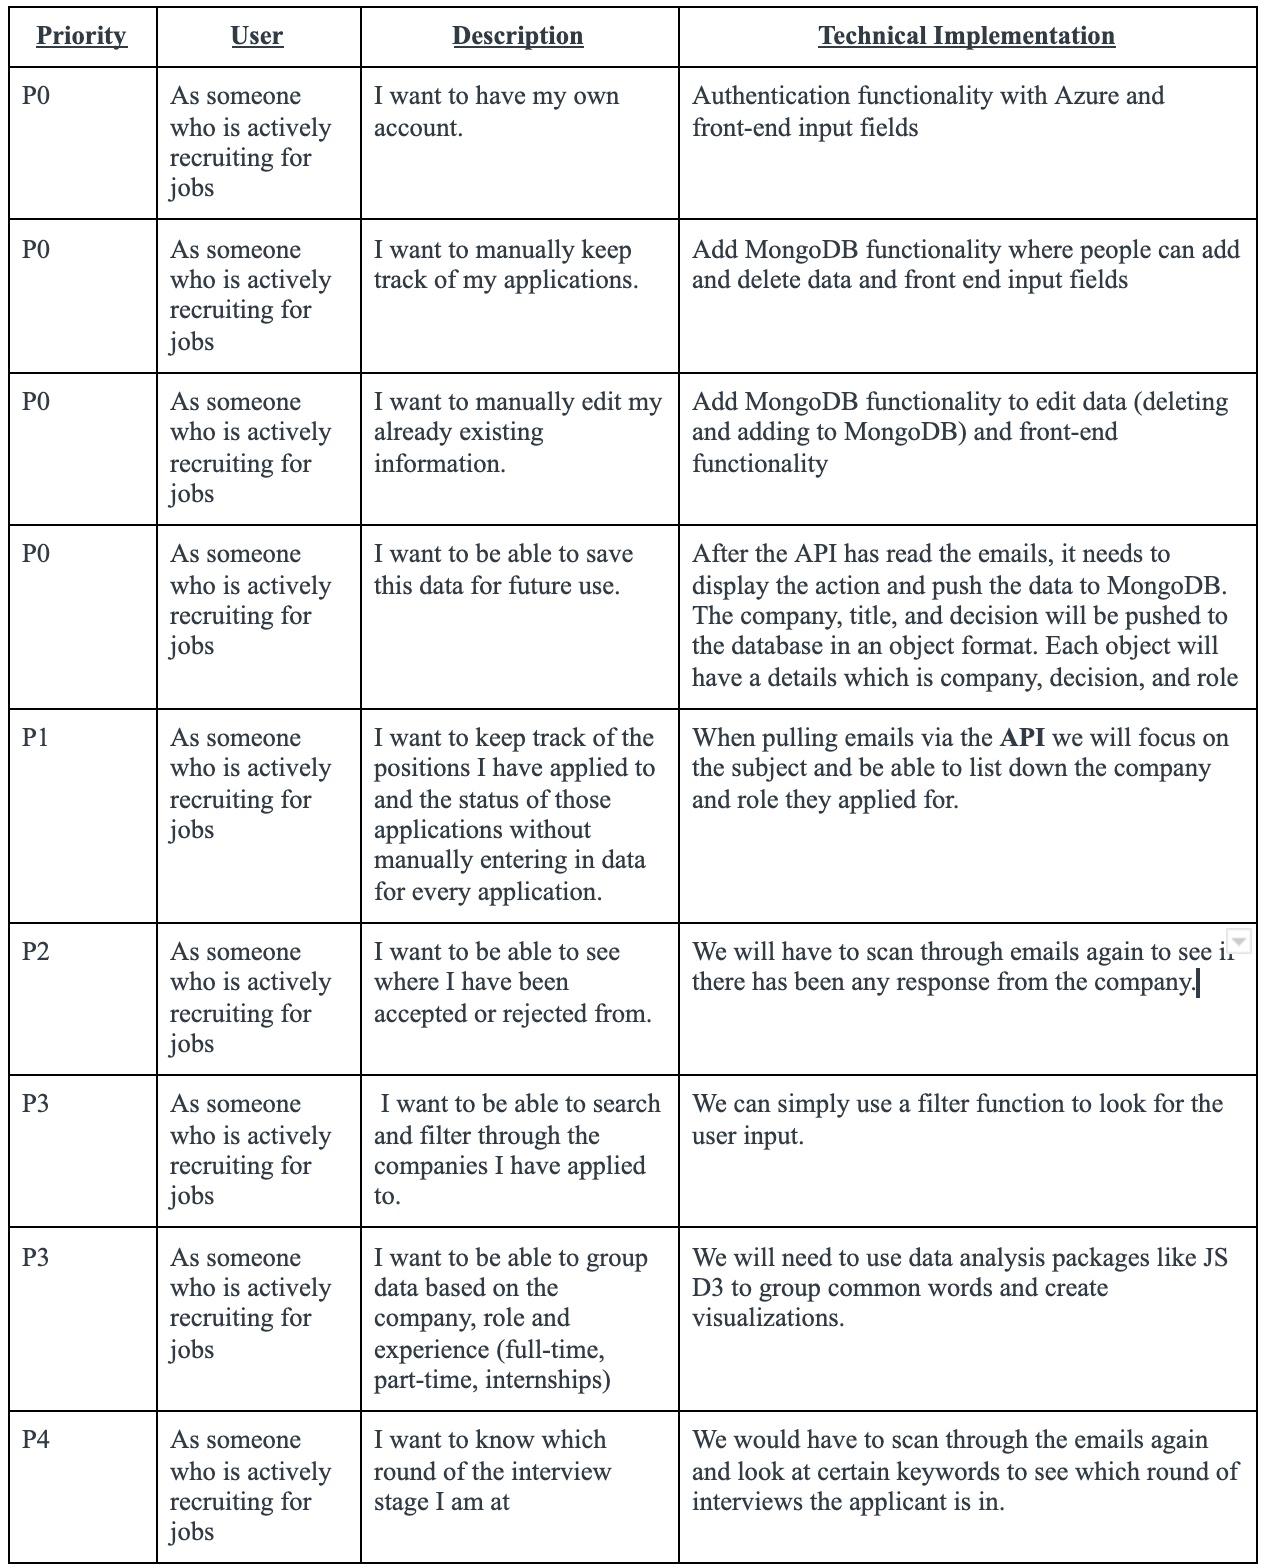 Priority User Description Technical Implementation
P0 As someone I want to have my own Authentication functionality with Azure and
who is actively account. front-end input fields
recruiting for
jobs
P0 As someone I want to manually keep Add MongoDB functionality where people can add
who is actively track of my applications. and delete data and front end input fields
recruiting for
jobs
P0 As someone I want to manually edit my Add MongoDB functionality to edit data (deleting
who is actively already existing and adding to MongoDB) and front-end
recruiting for information. functionality
jobs
P0 As someone I want to be able to save After the API has read the emails, it needs to
who is actively this data for future use. display the action and push the data to MongoDB.
recruiting for The company, title, and decision will be pushed to
jobs the database in an object format. Each object will
have a details which is company, decision, and role
P1 As someone I want to keep track of the When pulling emails via the API we will focus on
who is actively positions I have applied to the subject and be able to list down the company
recruiting for and the status of those and role they applied for.
jobs applications without
manually entering in data
for every application.
P2 As someone I want to be able to see We will have to scan through emails again to see if
who is actively where I have been there has been any response from the company.
recruiting for accepted or rejected from.
jobs
P3 As someone I want to be able to search We can simply use a filter function to look for the
who is actively and filter through the user input.
recruiting for companies I have applied
jobs to.
P3 As someone I want to be able to group We will need to use data analysis packages like JS
who is actively data based on the D3 to group common words and create
recruiting for company, role and visualizations.
jobs experience (full-time,
part-time, internships)
P4 As someone I want to know which We would have to scan through the emails again
who is actively round of the interview and look at certain keywords to see which round of
recruiting for stage I am at interviews the applicant is in.
jobs